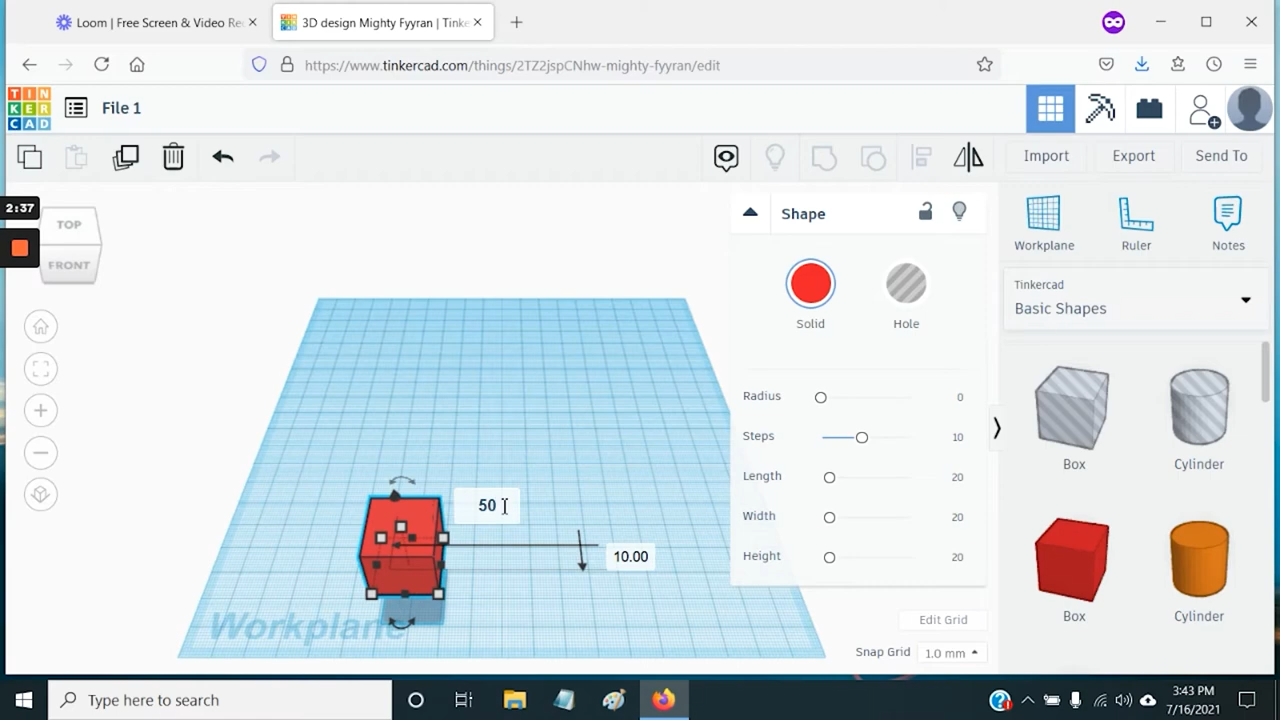 Loom | Free Screen & Video Re
3D design Mighty Fyyran | Tinke
https://www.tinkercad.com/things/2TZ2jspCNhw-mighty-fyyran/edit
TIN
KER
CAD
File 1
Import
Export
Send To
2:37
TOP
FRONT
Shape
Solid
Hole
Workplane
Ruler
Notes
Tinkercad
Basic Shapes
Radius
0
Steps
10
Length
20
Width
20
Height
20
50
10.00
Workplane
Box
Cylinder
Box
Cylinder
Edit Grid
Snap Grid
1.0 mm
Type here to search
3:43 PM
7/16/2021